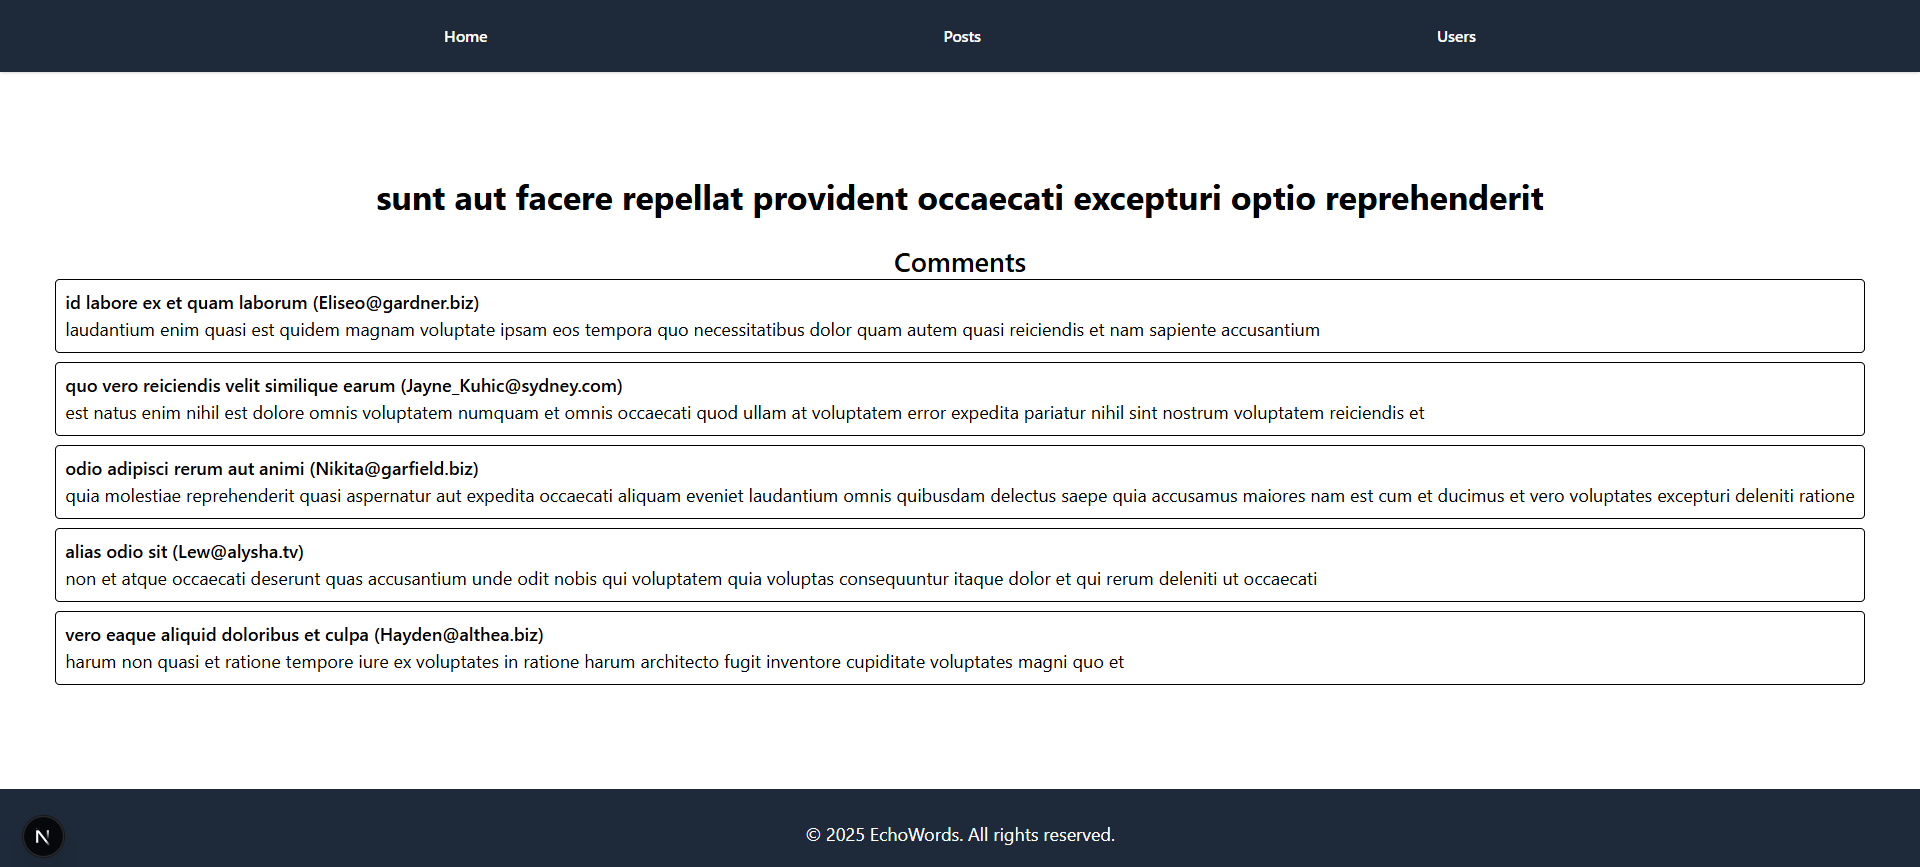 Home Posts Users
sunt aut facere repellat provident occaecati excepturi optio reprehenderit
Comments
id labore ex et quam laborum (Eliseo@gardner.biz)
laudantium enim quasi est quidem magnam voluptate ipsam eos tempora quo necessitatibus dolor quam autem quasi reiciendis et nam sapiente accusantium
quo vero reiciendis velit similique earum (Jayne_Kuhic@sydney.com)
est natus enim nihil est dolore omnis voluptatem numquam et omnis occaecati quod ullam at voluptatem error expedita pariatur nihil sint nostrum voluptatem reiciendis et
odio adipisci rerum aut animi (Nikita@garfield.biz)
quia molestiae reprehenderit quasi aspernatur aut expedita occaecati aliquam eveniet laudantium omnis quibusdam delectus saepe quia accusamus maiores nam est cum et ducimus et vero voluptates excepturi deleniti ratione
alias odio sit (Lew@alysha.tv)
non et atque occaecati deserunt quas accusantium unde odit nobis qui voluptatem quia voluptas consequuntur itaque dolor et qui rerum deleniti ut occaecati
vero eaque aliquid doloribus et culpa (Hayden@althea.biz)
harum non quasi et ratione tempore iure ex voluptates in ratione harum architecto fugit inventore cupiditate voluptates magni quo et
N
© 2025 EchoWords. All rights reserved.